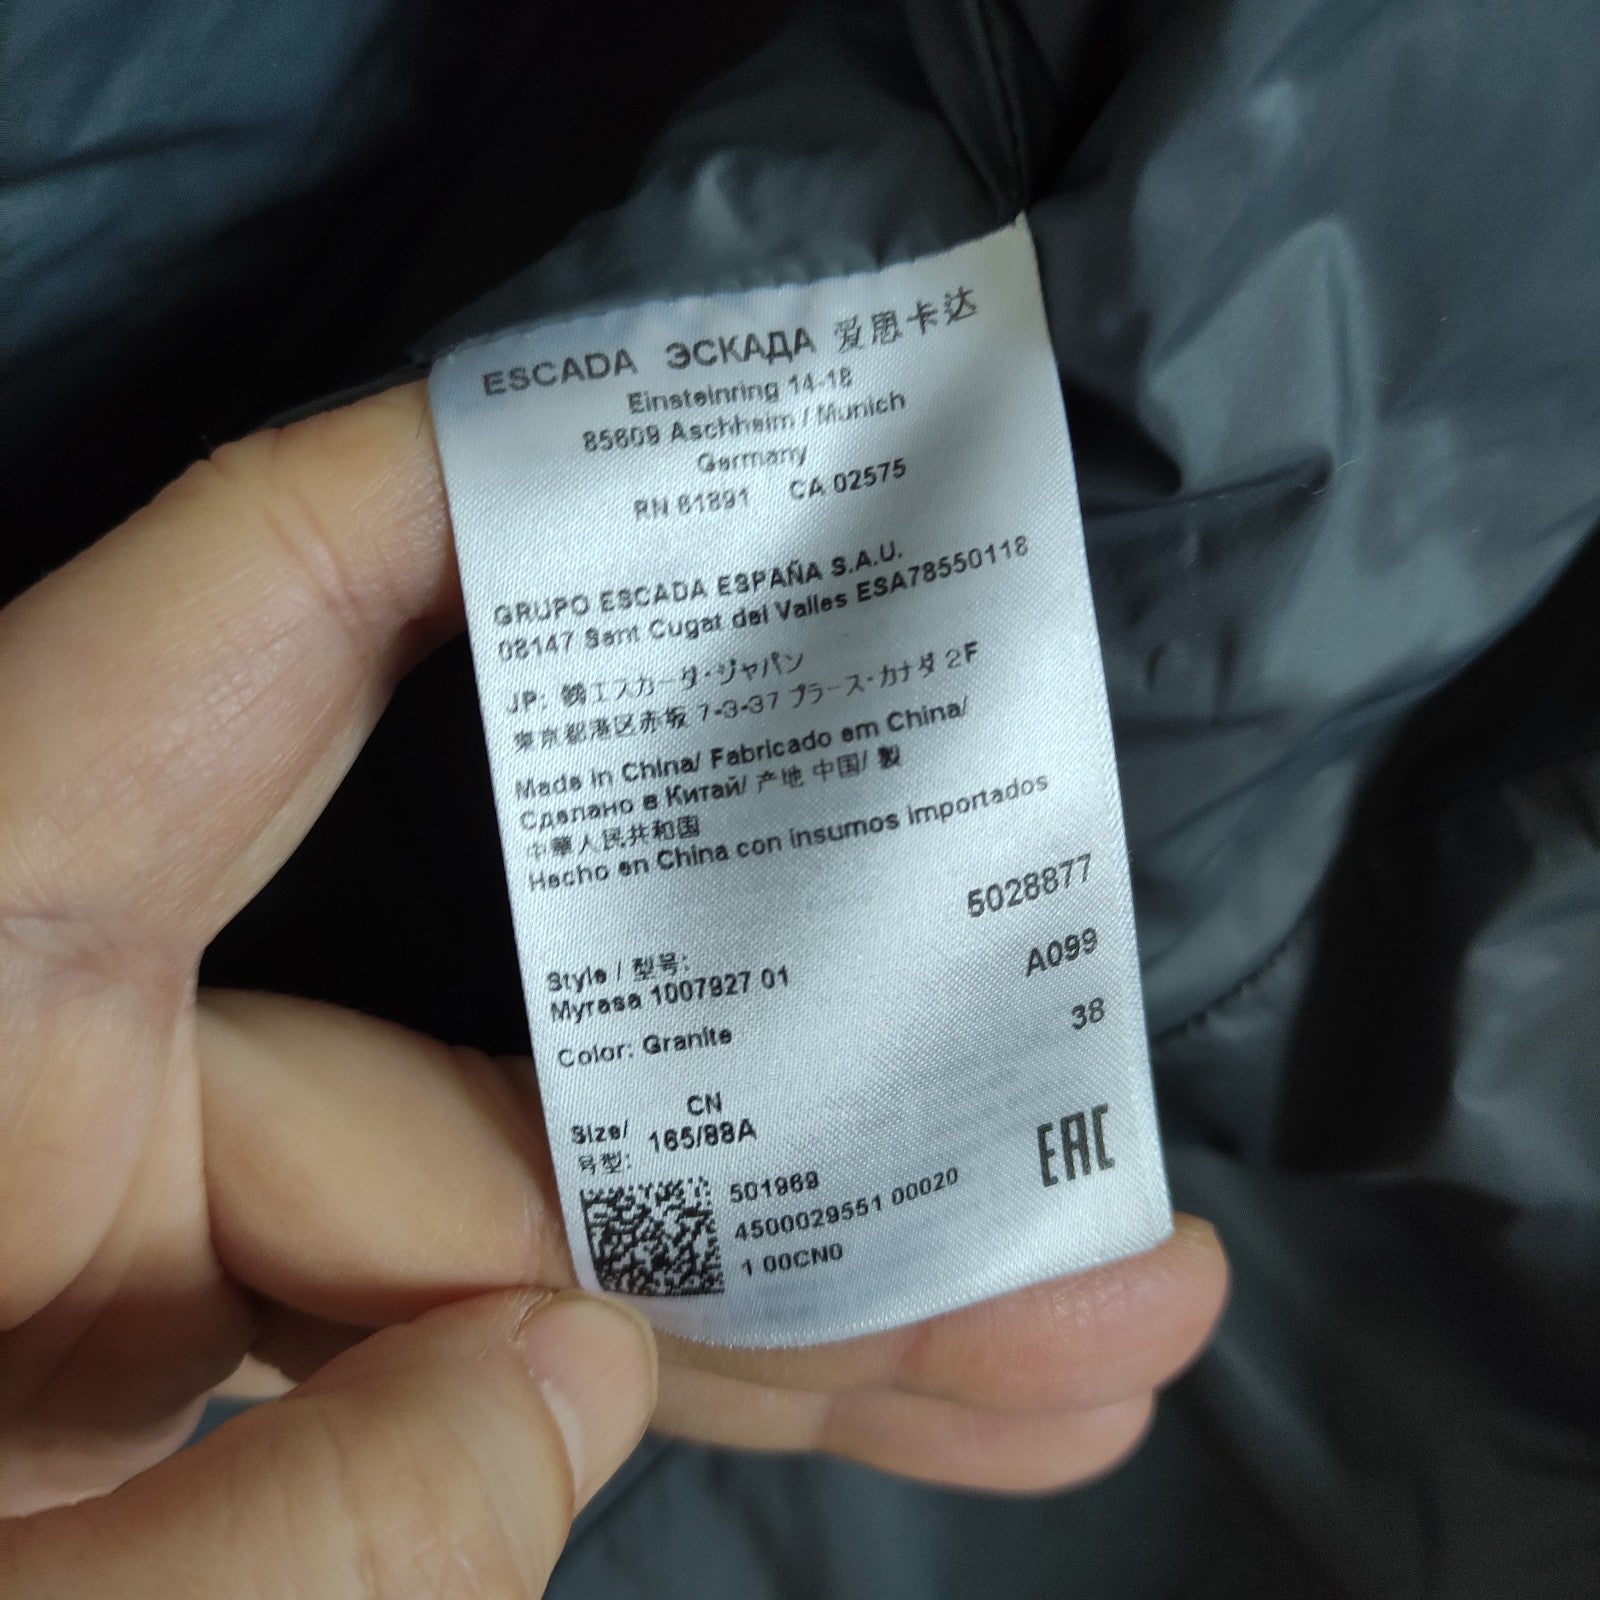 ESCADA ЭСКАДА 爱思卡达
Einsteinring 14-18
85609 Aschheim / Munich
Germany
RN 81891 CA 02575
GRUPO ESCADA ESPAÑA S.A.U.
08147 Sant Cugat del Valles ESA78550118
JP: ㈱エスカーダ・ジャパン
東京都港区赤坂 7-3-37 プラース・カナダ 2F
Made in China/ Fabricado em China/
Сделано в Китай/ 产地 中国/ 製
中華人民共和国
Hecho en China con insumos importados
5028877
Style / 型号:
Myrasa 1007927 01
A099
Color: Granite
38
CN
Size/ 165/88A
号型:
501969
4500029551 00020
1 00CN0
EAC